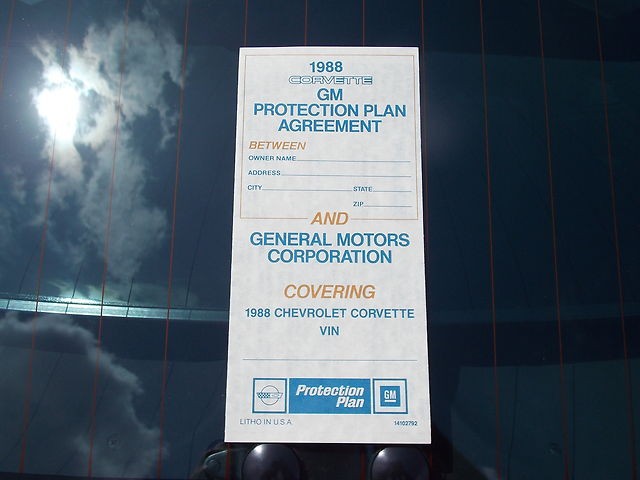 1988
CORVETTE
GM
PROTECTION PLAN
AGREEMENT
BETWEEN
OWNER NAME
ADDRESS
CITY STATE
ZIP
AND
GENERAL MOTORS
CORPORATION
COVERING
1988 CHEVROLET CORVETTE
VIN
Protection
Plan
GM
LITHO IN U.S.A. 14102792